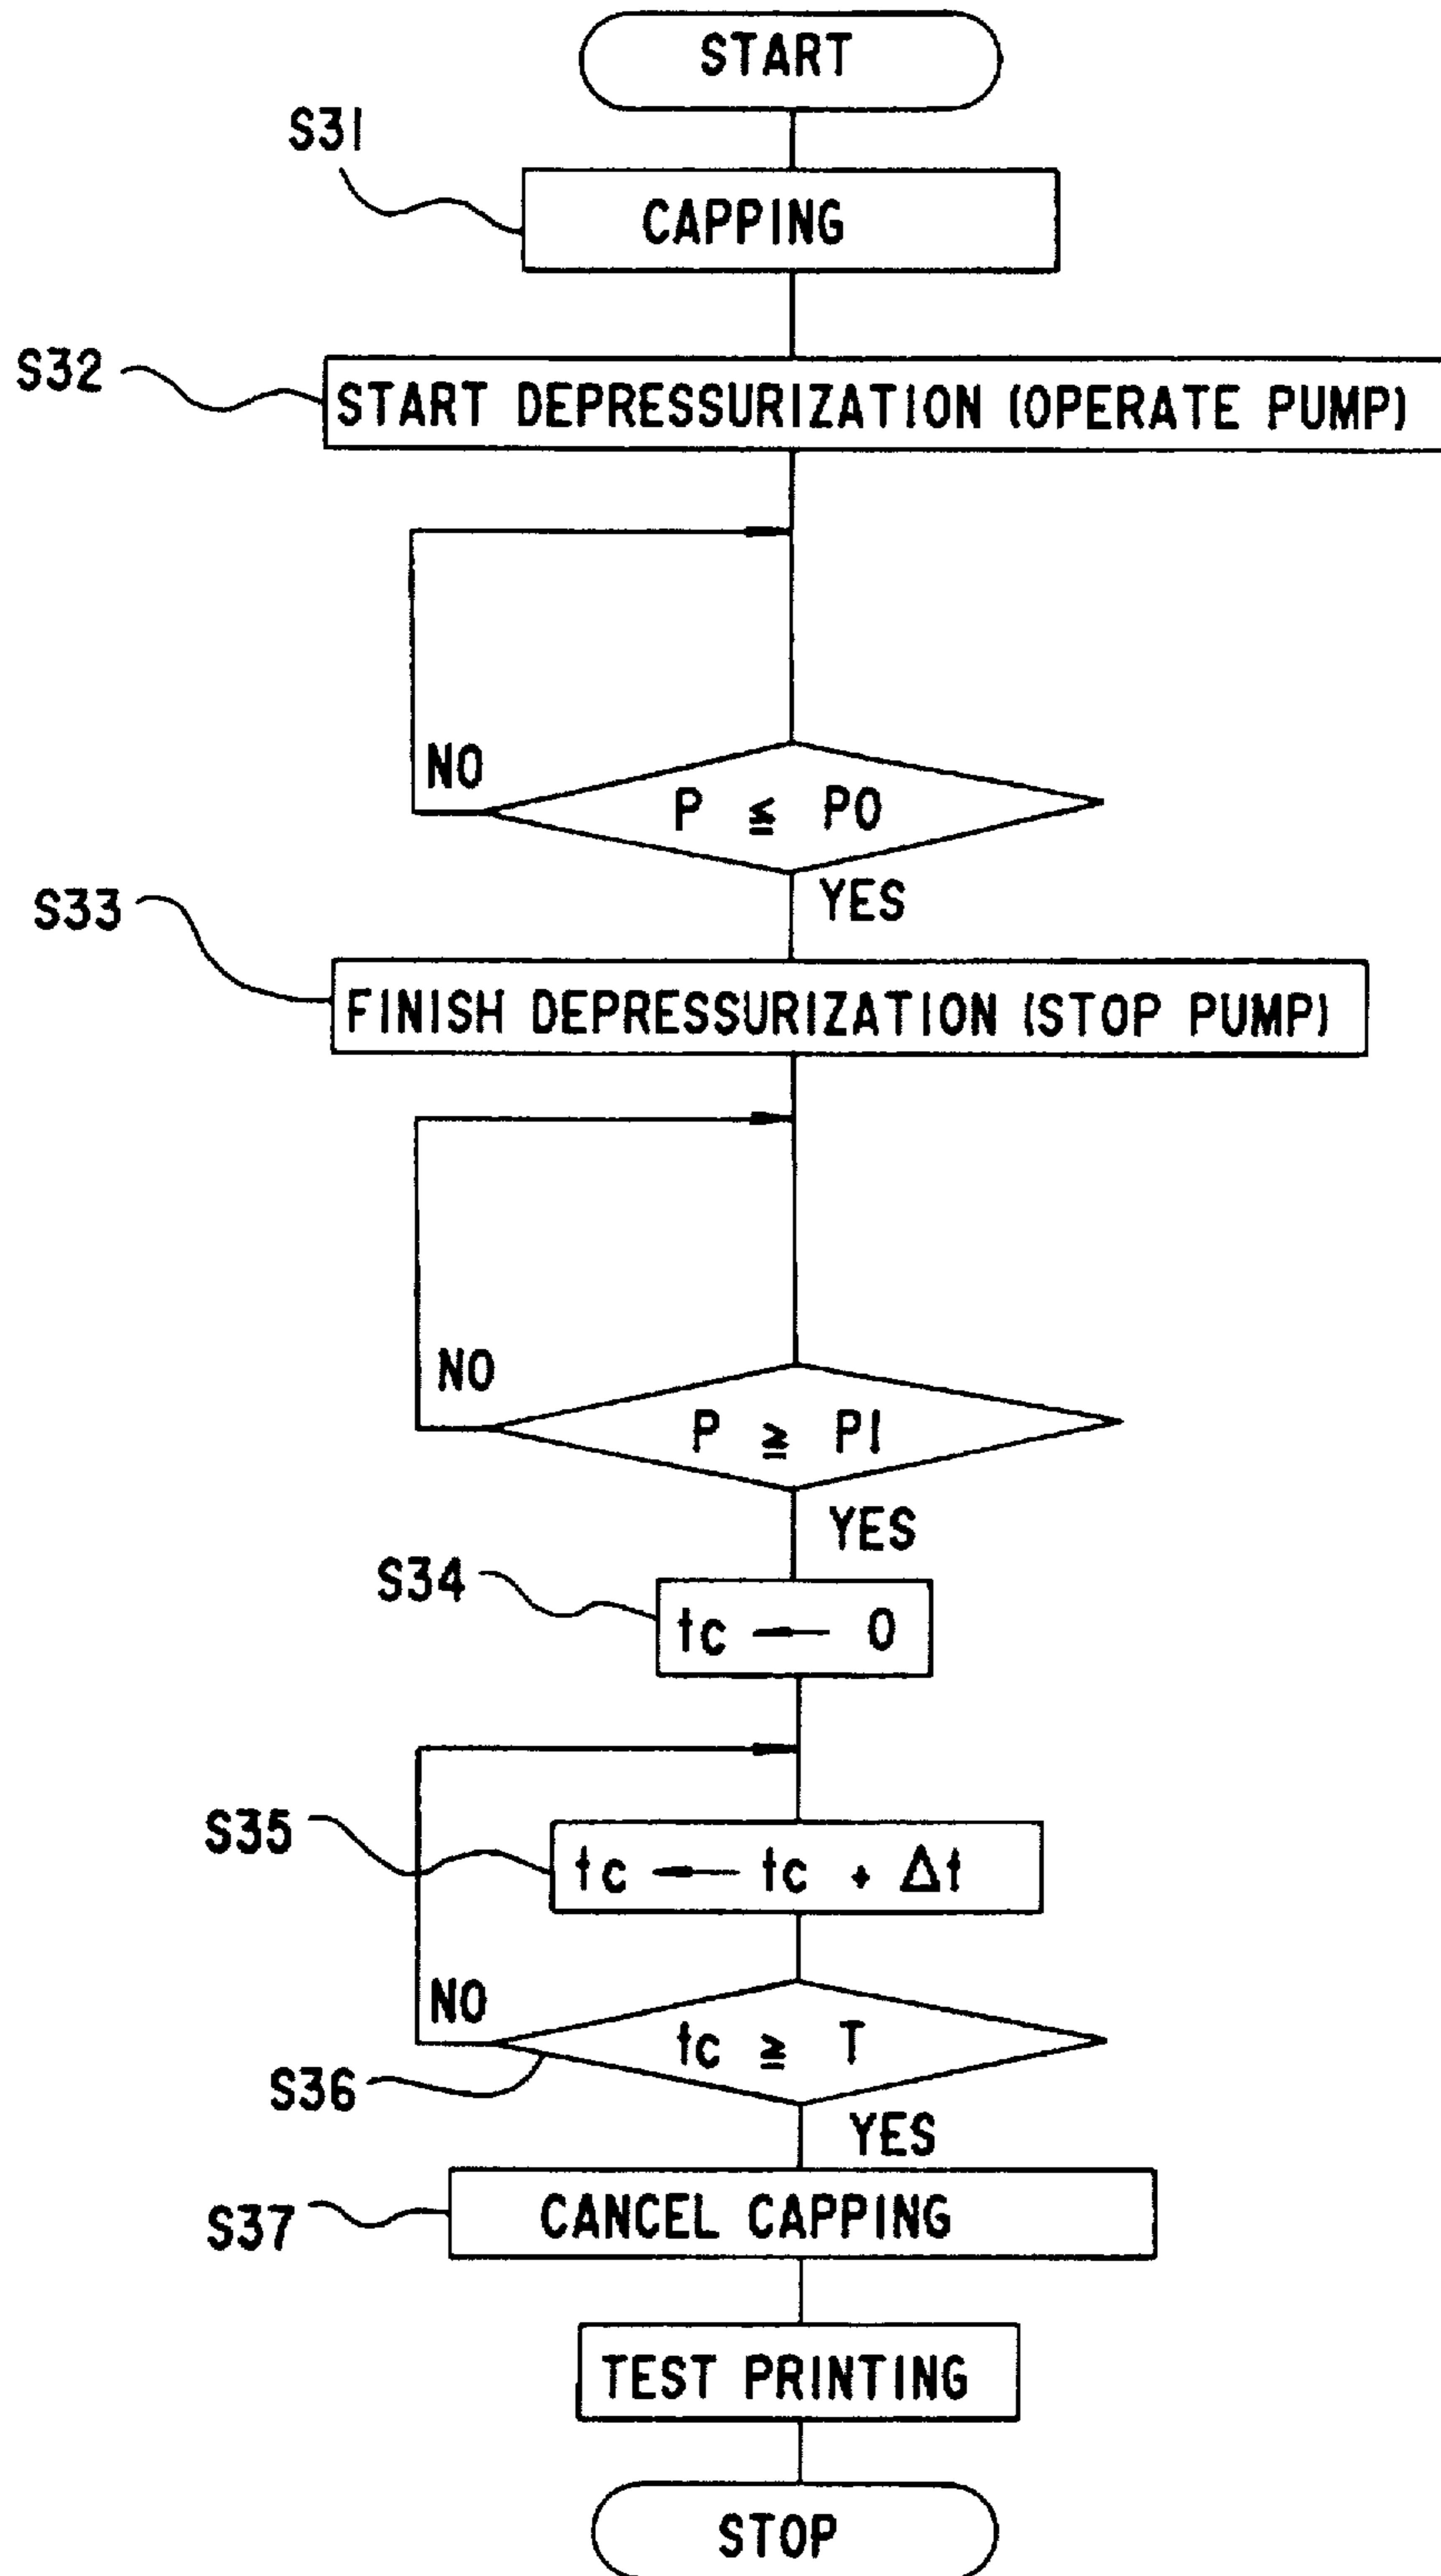 START
S31
CAPPING
S32
START DEPRESSURIZATION (OPERATE PUMP)
NO
P ≦ P0
YES
S33
FINISH DEPRESSURIZATION (STOP PUMP)
NO
P ≧ P1
YES
S34
tc ← 0
S35
tc ← tc + Δt
NO
tc ≧ T
S36
YES
S37
CANCEL CAPPING
TEST PRINTING
STOP